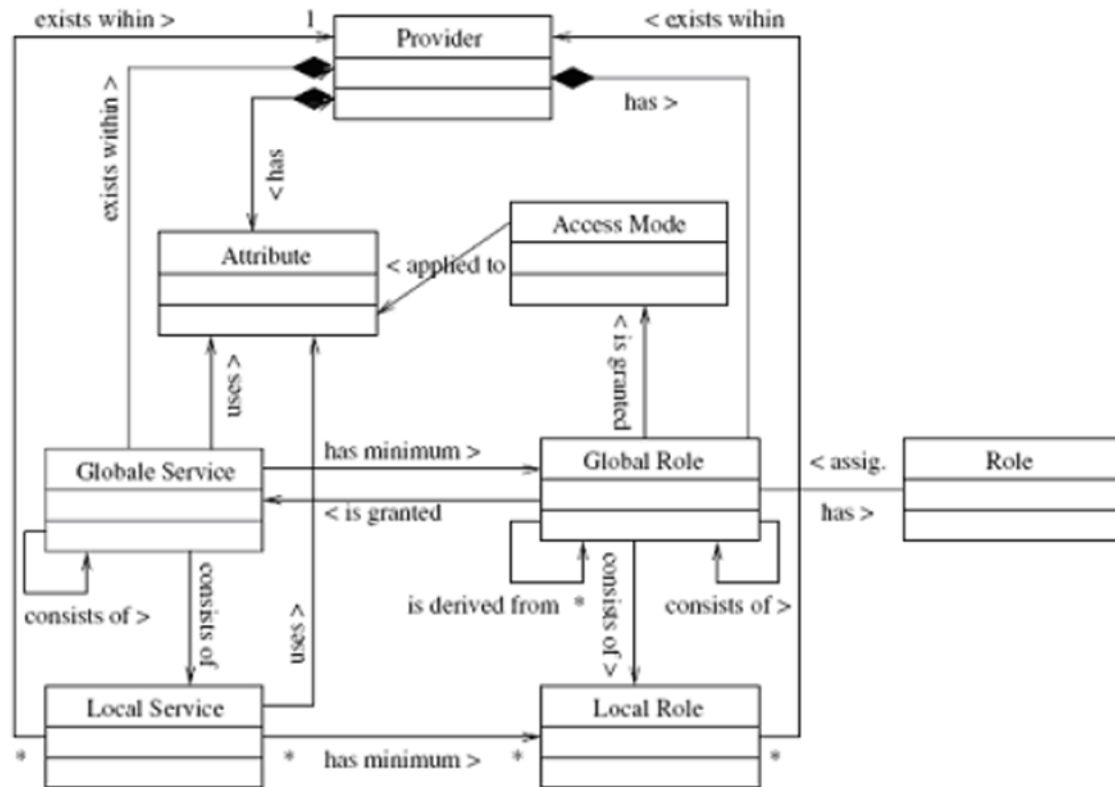 exists wihin >
1
Provider
< exists wihin
exists within >
has >
< has
Access Mode
Attribute
< applied to
< is granted
< uses
has minimum >
Globale Service
Global Role
< assig.
Role
< is granted
has >
consists of >
consists of
< uses
is derived from *
consists of >
consists of >
Local Service
Local Role
*
*
has minimum >
*
*